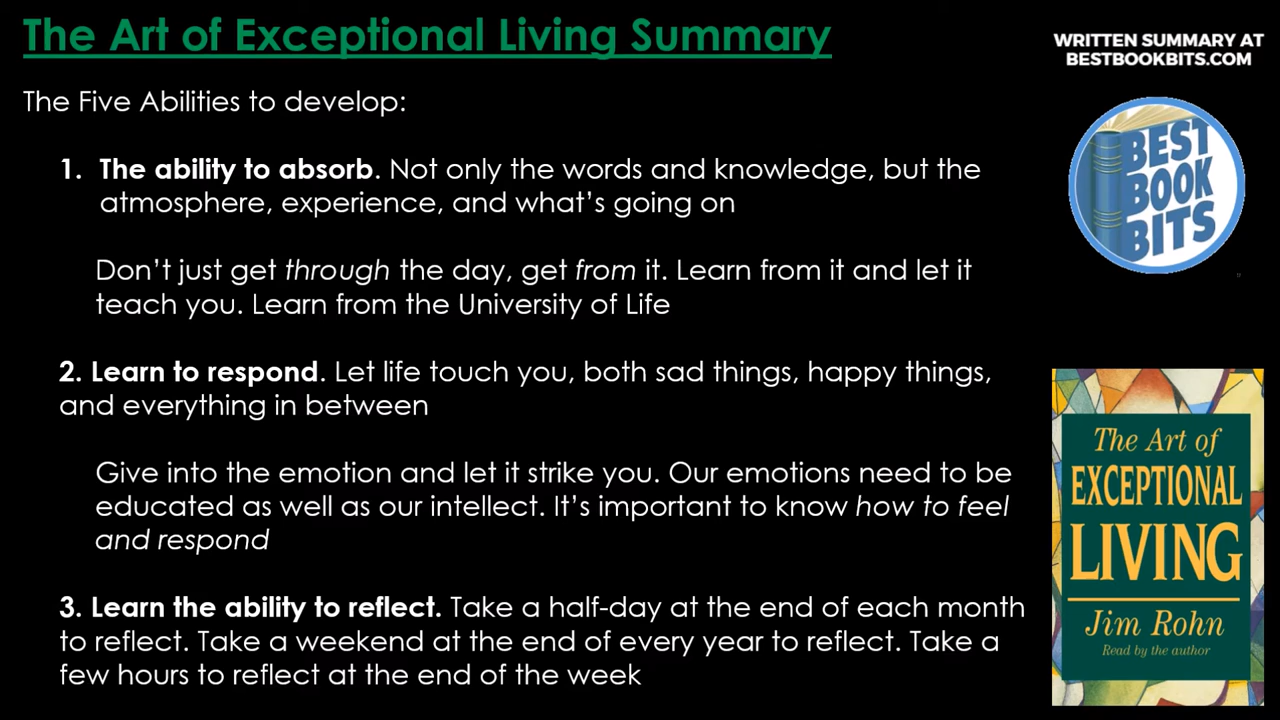 The Art of Exceptional Living Summary
WRITTEN SUMMARY AT
BESTBOOKBITS.COM
The Five Abilities to develop:
1. The ability to absorb. Not only the words and knowledge, but the
atmosphere, experience, and what's going on
Don't just get through the day, get from it. Learn from it and let it
teach you. Learn from the University of Life
2. Learn to respond. Let life touch you, both sad things, happy things,
and everything in between
Give into the emotion and let it strike you. Our emotions need to be
educated as well as our intellect. It's important to know how to feel
and respond
3. Learn the ability to reflect. Take a half-day at the end of each month
to reflect. Take a weekend at the end of every year to reflect. Take a
few hours to reflect at the end of the week
BEST
BOOK
BITS
The Art of
EXCEPTIONAL
LIVING
Jim Rohn
Read by the author